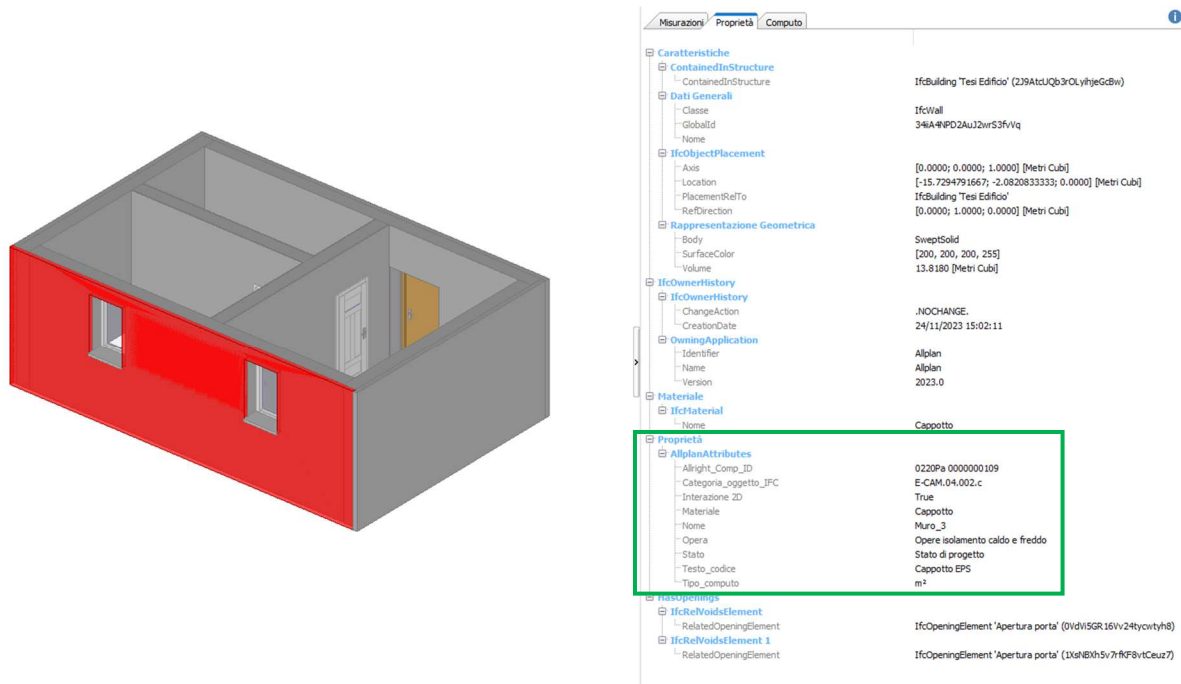 Misurazioni Proprietà Computo
Caratteristiche
ContainedInStructure
ContainedInStructure IfcBuilding 'Tesi Edificio' (2J9AtcUQb3rOLyihjeGcBw)
Dati Generali
Classe IfcWall
GlobalId 34iA4NPD2AuJ2wrS3fvVq
Nome
IfcObjectPlacement
Axis [0.0000; 0.0000; 1.0000] [Metri Cubi]
Location [-15.7294791667; -2.0820833333; 0.0000] [Metri Cubi]
PlacementRelTo IfcBuilding 'Tesi Edificio'
RefDirection [0.0000; 1.0000; 0.0000] [Metri Cubi]
Rappresentazione Geometrica
Body SweptSolid
SurfaceColor [200, 200, 200, 255]
Volume 13.8180 [Metri Cubi]
IfcOwnerHistory
IfcOwnerHistory
ChangeAction .NOCHANGE.
CreationDate 24/11/2023 15:02:11
OwningApplication
Identifier Allplan
Name Allplan
Version 2023.0
Materiale
IfcMaterial
Nome Cappotto
Proprietà
AllplanAttributes
Allright_Comp_ID 0220Pa 0000000109
Categoria_oggetto_IFC E-CAM.04.002.c
Interazione 2D True
Materiale Cappotto
Nome Muro_3
Opera Opere isolamento caldo e freddo
Stato Stato di progetto
Testo_codice Cappotto EPS
Tipo_computo m²
HasOpenings
IfcRelVoidsElement
RelatedOpeningElement IfcOpeningElement 'Apertura porta' (0VdVi5GR16Vv24tycwtyh8)
IfcRelVoidsElement 1
RelatedOpeningElement IfcOpeningElement 'Apertura porta' (1XsNBXh5v7rfKF8vtCeuz7)